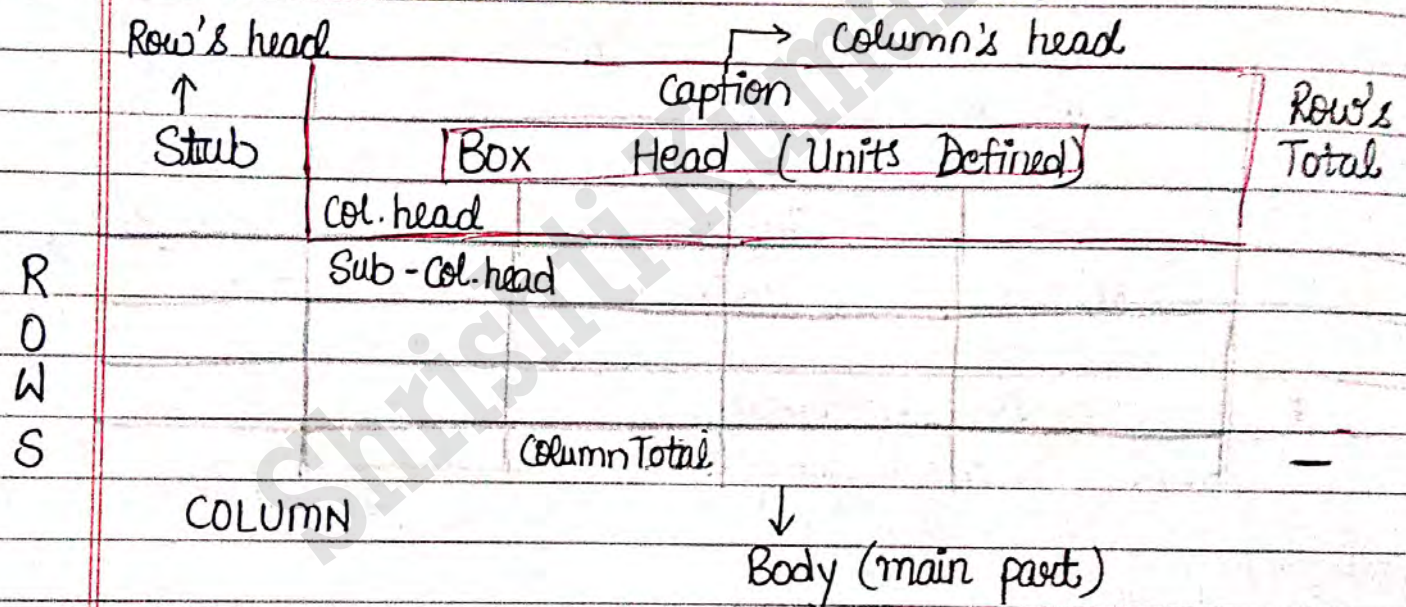 Row's head → Column's head
↑ Caption Row's
Stub Box Head (Units Defined) Total
Col. head
R Sub-Col. head
O
W
S Column Total —
COLUMN ↓
Body (main part)